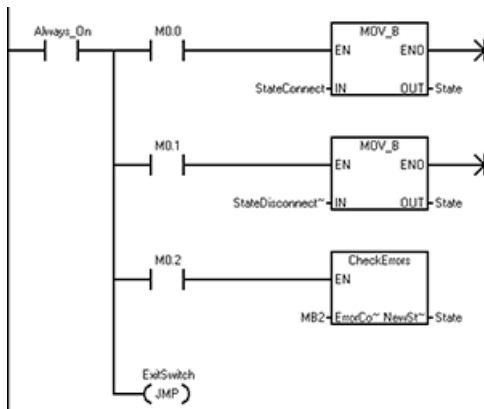 Always_On
M0.0
MOV_B
EN ENO
StateConnect IN OUT State
M0.1
MOV_B
EN ENO
StateDisconnect~ IN OUT State
M0.2
CheckErrors
EN
MB2 ErrorCo~ NewSt~ State
ExitSwitch
JMP